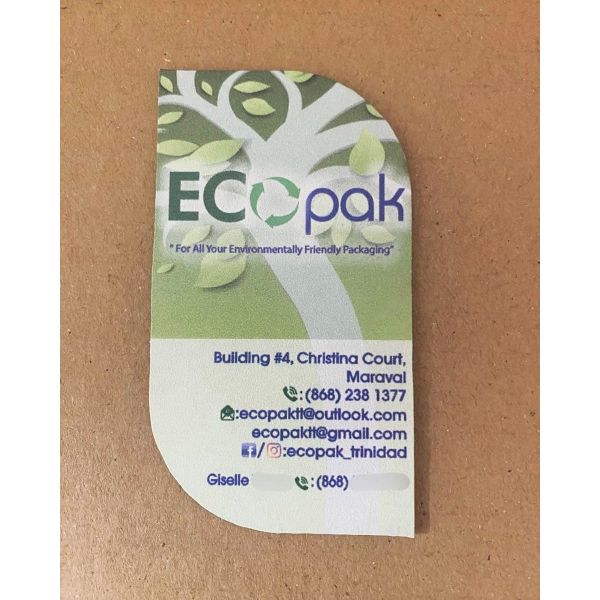 ECOpak
"For All Your Environmentally Friendly Packaging"
Building #4, Christina Court,
Maraval
:(868) 238 1377
:ecopaktt@outlook.com
ecopaktt@gmail.com
/:ecopak_trinidad
Giselle :(868)